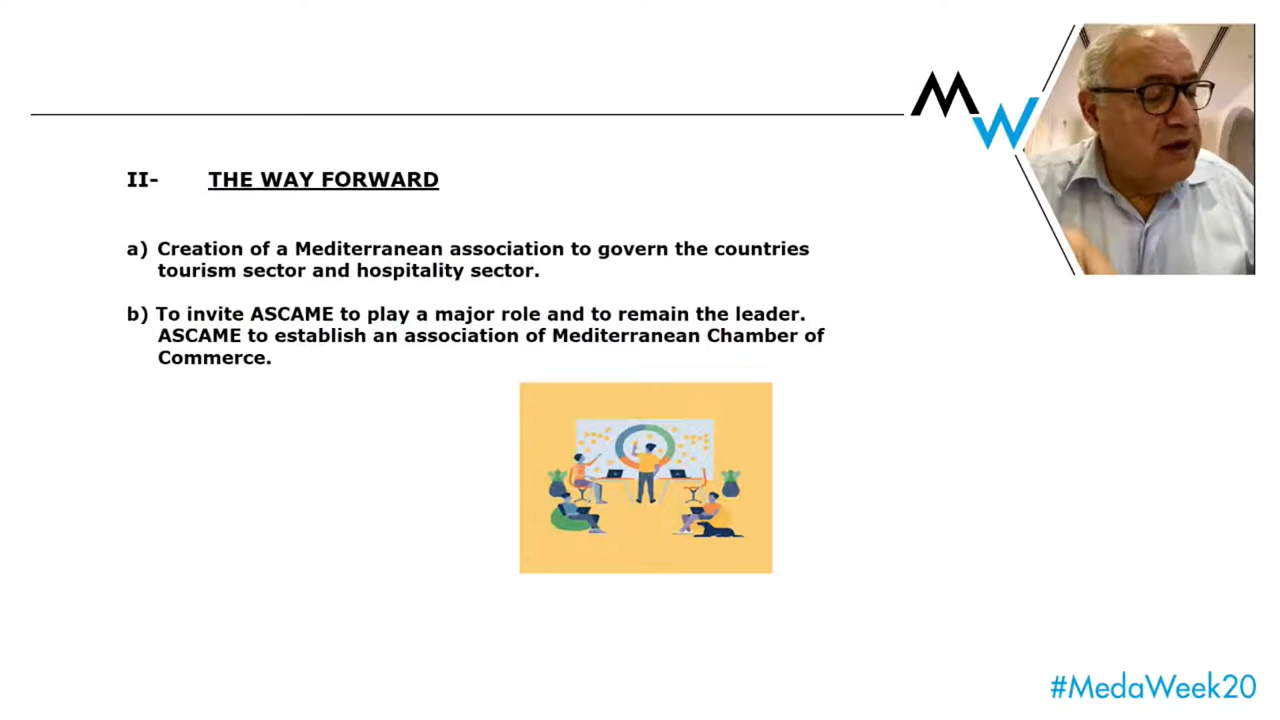 MW
II- THE WAY FORWARD
a) Creation of a Mediterranean association to govern the countries
tourism sector and hospitality sector.
b) To invite ASCAME to play a major role and to remain the leader.
ASCAME to establish an association of Mediterranean Chamber of
Commerce.
#MedaWeek20